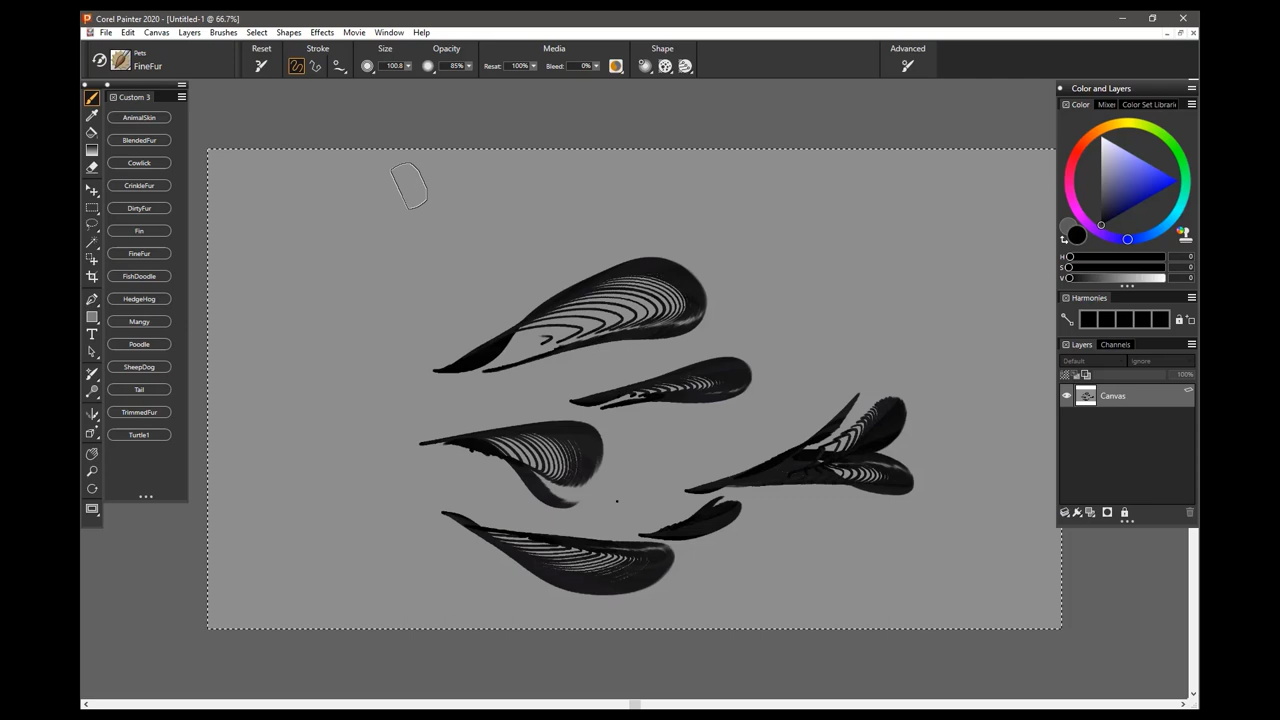 Corel Painter 2020 - [Untitled-1 @ 66.7%]
File Edit Canvas Layers Brushes Select Shapes Effects Movie Window Help
Pets
FineFur
Reset
Stroke
Size
100.8
Opacity
85%
Media
Reset: 100%
Bleed: 0%
Shape
Advanced
Custom 3
AnimalSkin
BlendedFur
Cowlick
CrinkleFur
DirtyFur
Fin
FineFur
FishDoodle
HedgeHog
Mangy
Poodle
SheepDog
Tail
TrimmedFur
Turtle1
Color and Layers
Color Mixer Color Set Librari
H 0
S 0
V 0
Harmonies
Layers Channels
Default Ignore
100%
Canvas